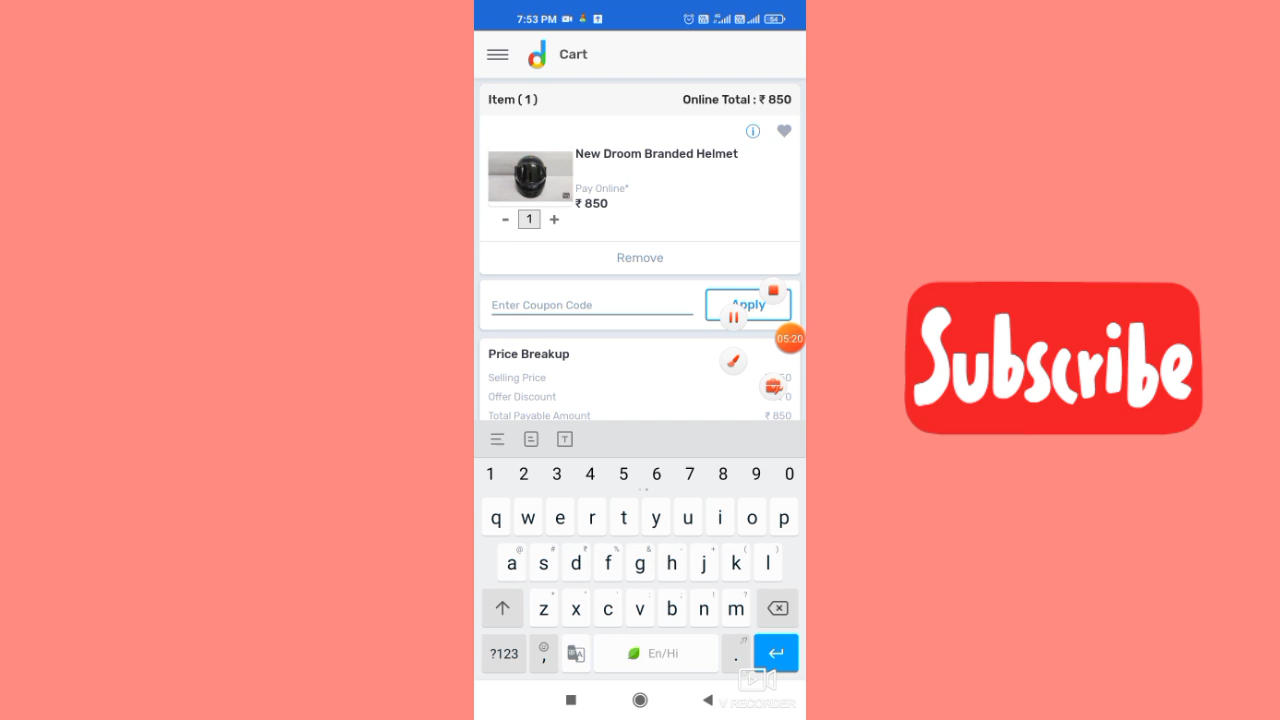 7:53 PM
54
Cart
Item ( 1 )
Online Total : ₹ 850
New Droom Branded Helmet
Pay Online*
₹ 850
- 1 +
Remove
Enter Coupon Code
Apply
05:20
Price Breakup
Selling Price
Offer Discount
0
Total Payable Amount
₹ 850
Subscribe
1 2 3 4 5 6 7 8 9 0
q w e r t y u i o p
@ # ₹ % & - + ( )
a s d f g h j k l
* " ' : ; ! ?
z x c v b n m
?123 , En/Hi .
V RECORDER